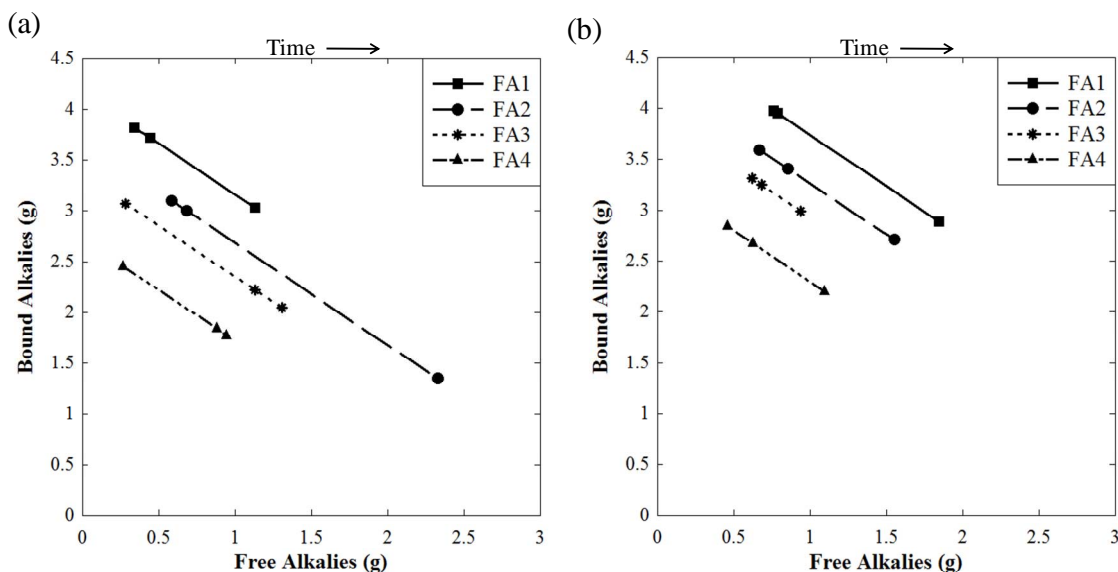 (a)
Time
4.5
4
3.5
3
2.5
2
1.5
1
0.5
0
Bound Alkalies (g)
FA1
FA2
FA3
FA4
0 0.5 1 1.5 2 2.5 3
Free Alkalies (g)
(b)
Time
4.5
4
3.5
3
2.5
2
1.5
1
0.5
0
Bound Alkalies (g)
FA1
FA2
FA3
FA4
0 0.5 1 1.5 2 2.5 3
Free Alkalies (g)